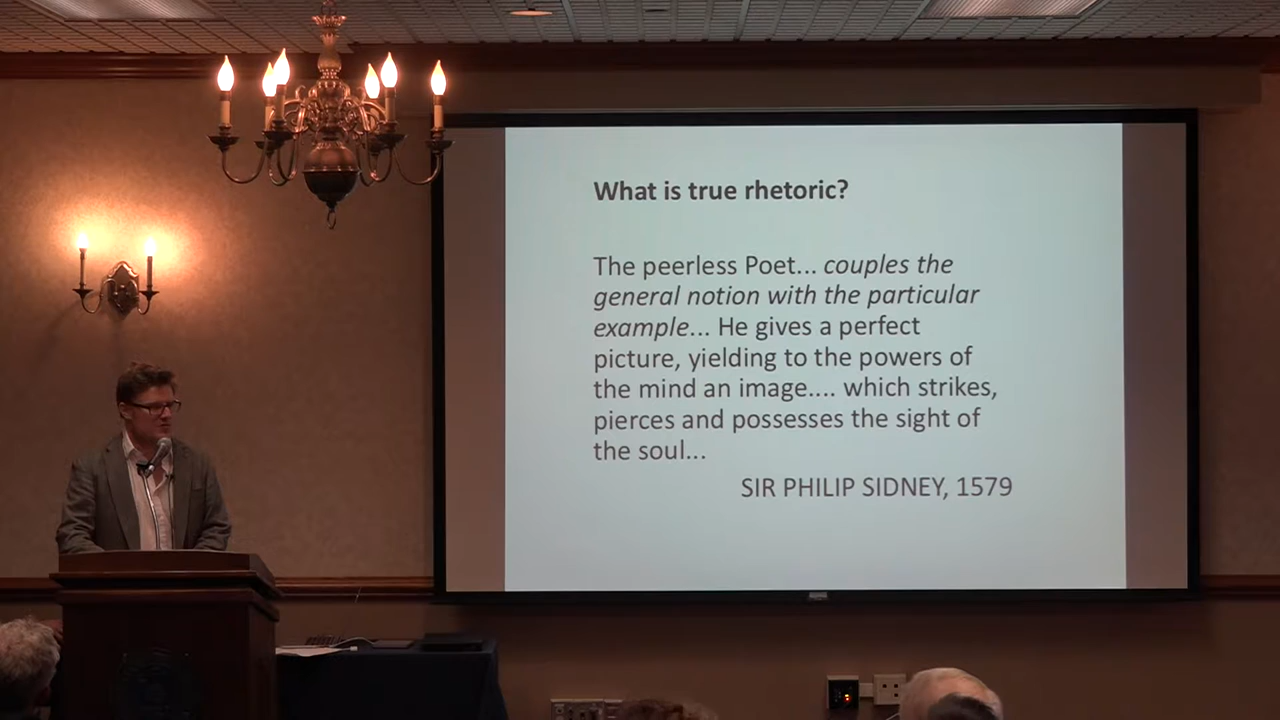 What is true rhetoric?
The peerless Poet... couples the
general notion with the particular
example... He gives a perfect
picture, yielding to the powers of
the mind an image.... which strikes,
pierces and possesses the sight of
the soul...
SIR PHILIP SIDNEY, 1579